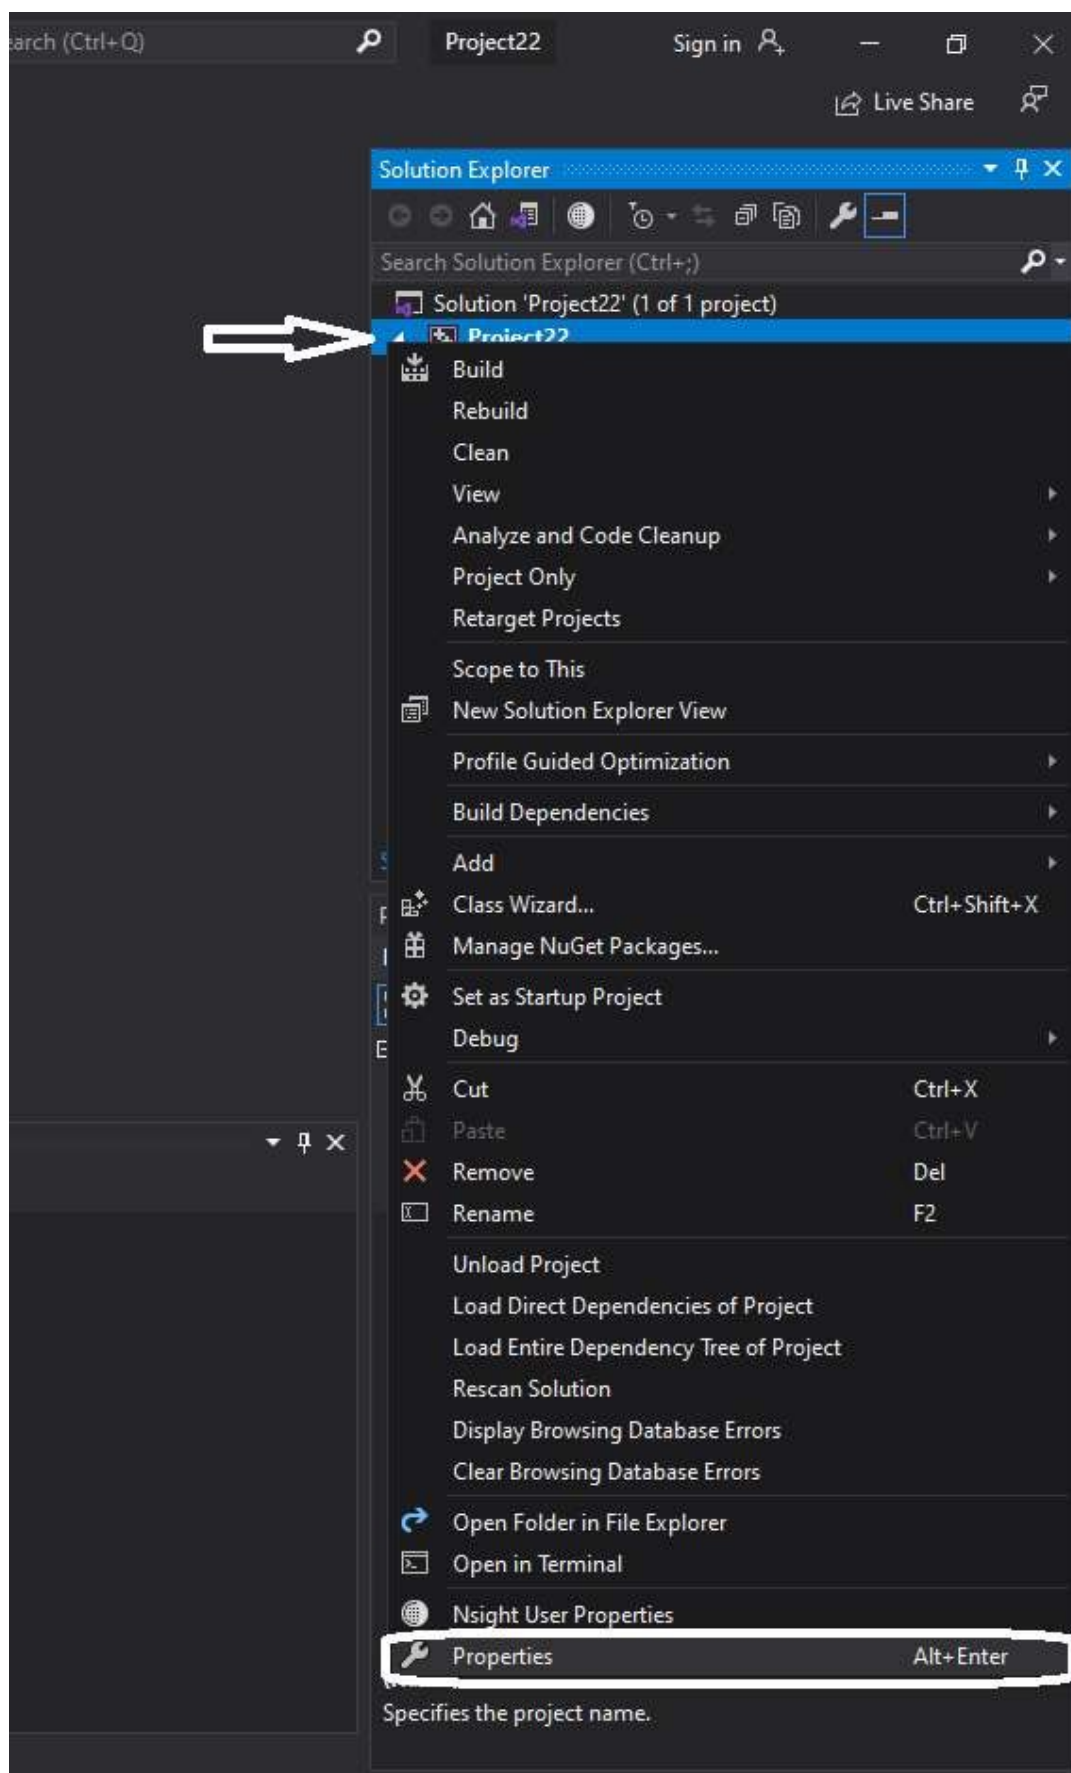 earch (Ctrl+Q)
Project22
Sign in
Live Share
Solution Explorer
Search Solution Explorer (Ctrl+;)
Solution 'Project22' (1 of 1 project)
Project22
Build
Rebuild
Clean
View
Analyze and Code Cleanup
Project Only
Retarget Projects
Scope to This
New Solution Explorer View
Profile Guided Optimization
Build Dependencies
Add
Class Wizard... Ctrl+Shift+X
Manage NuGet Packages...
Set as Startup Project
Debug
Cut Ctrl+X
Paste Ctrl+V
Remove Del
Rename F2
Unload Project
Load Direct Dependencies of Project
Load Entire Dependency Tree of Project
Rescan Solution
Display Browsing Database Errors
Clear Browsing Database Errors
Open Folder in File Explorer
Open in Terminal
Nsight User Properties
Properties Alt+Enter
Specifies the project name.